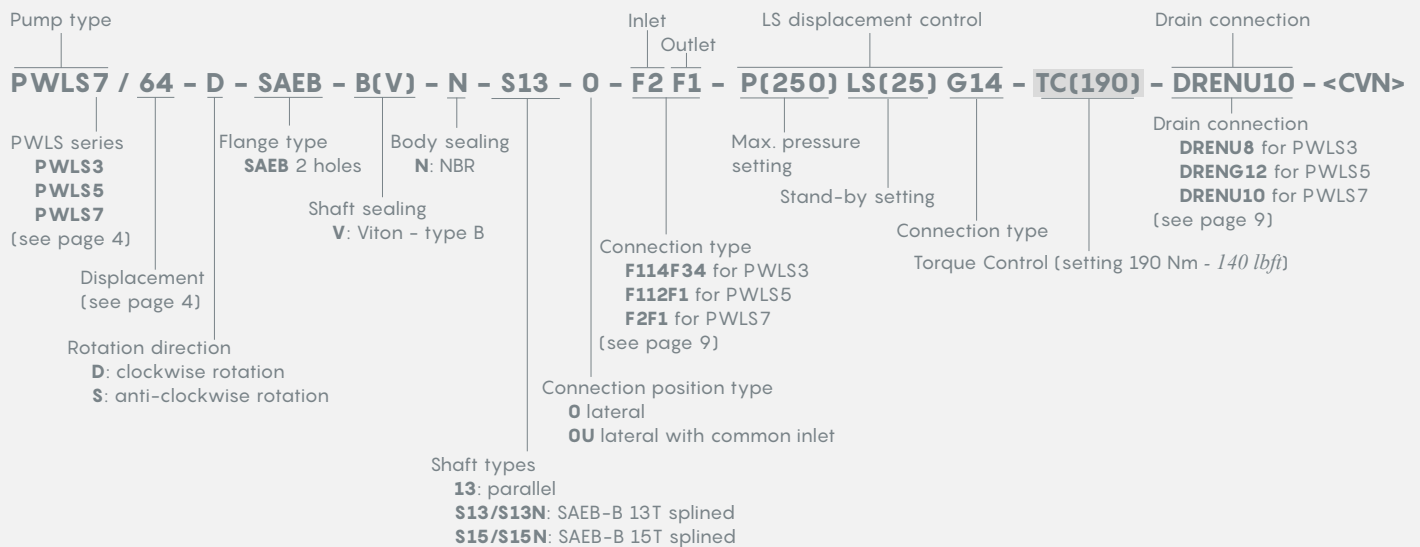 Pump type
Inlet
LS displacement control
Drain connection
Outlet
PWLS7 / 64 – D – SAEB – B(V) – N – S13 – 0 – F2 F1 – P(250) LS(25) G14 – TC(190) – DRENU10 – <CVN>
PWLS series
PWLS3
PWLS5
PWLS7
(see page 4)
Displacement
(see page 4)
Rotation direction
D: clockwise rotation
S: anti-clockwise rotation
Flange type
SAEB 2 holes
Shaft sealing
V: Viton - type B
Body sealing
N: NBR
Shaft types
13: parallel
S13/S13N: SAEB-B 13T splined
S15/S15N: SAEB-B 15T splined
Connection position type
0 lateral
0U lateral with common inlet
Connection type
F114F34 for PWLS3
F112F1 for PWLS5
F2F1 for PWLS7
(see page 9)
Max. pressure
setting
Stand-by setting
Connection type
Torque Control (setting 190 Nm - 140 lbft)
Drain connection
DRENU8 for PWLS3
DRENG12 for PWLS5
DRENU10 for PWLS7
(see page 9)